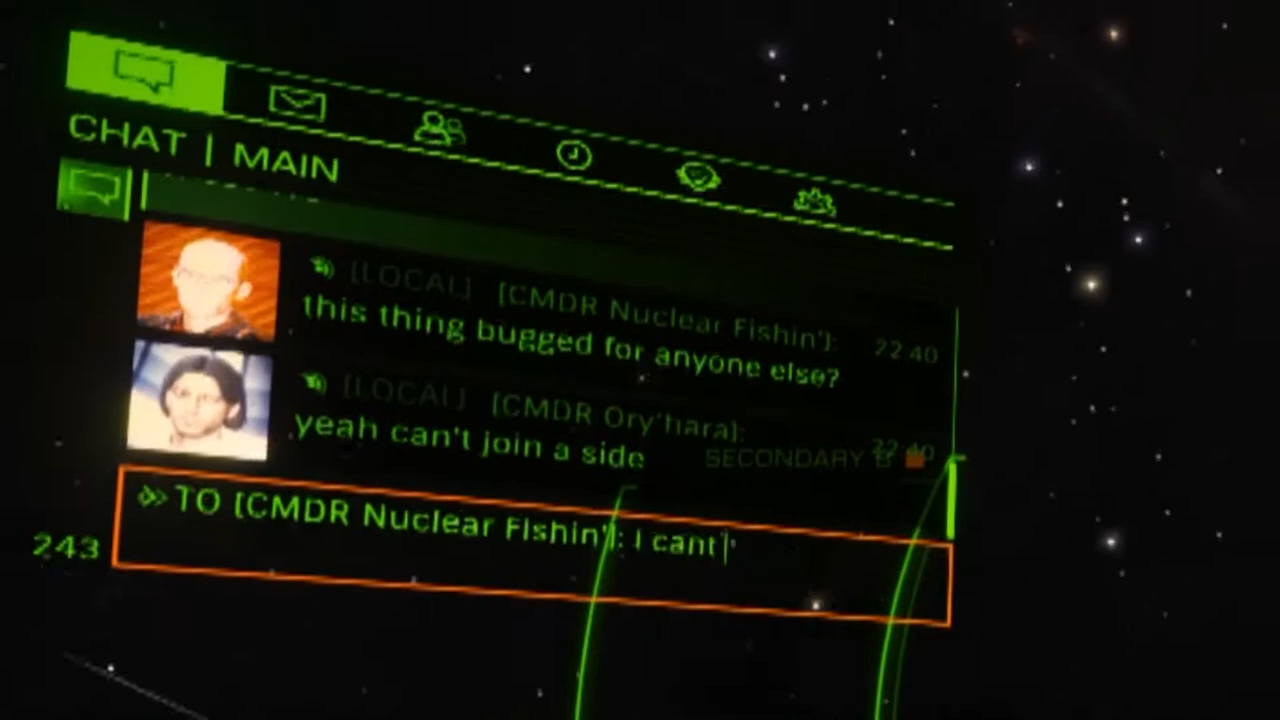 CHAT | MAIN
[LOCAL] [CMDR Nuclear Fishin']: 22:40
this thing bugged for anyone else?
[LOCAL] [CMDR Ory'hara]: 22:40
yeah can't join a side
SECONDARY
TO [CMDR Nuclear Fishin']: I cant
243